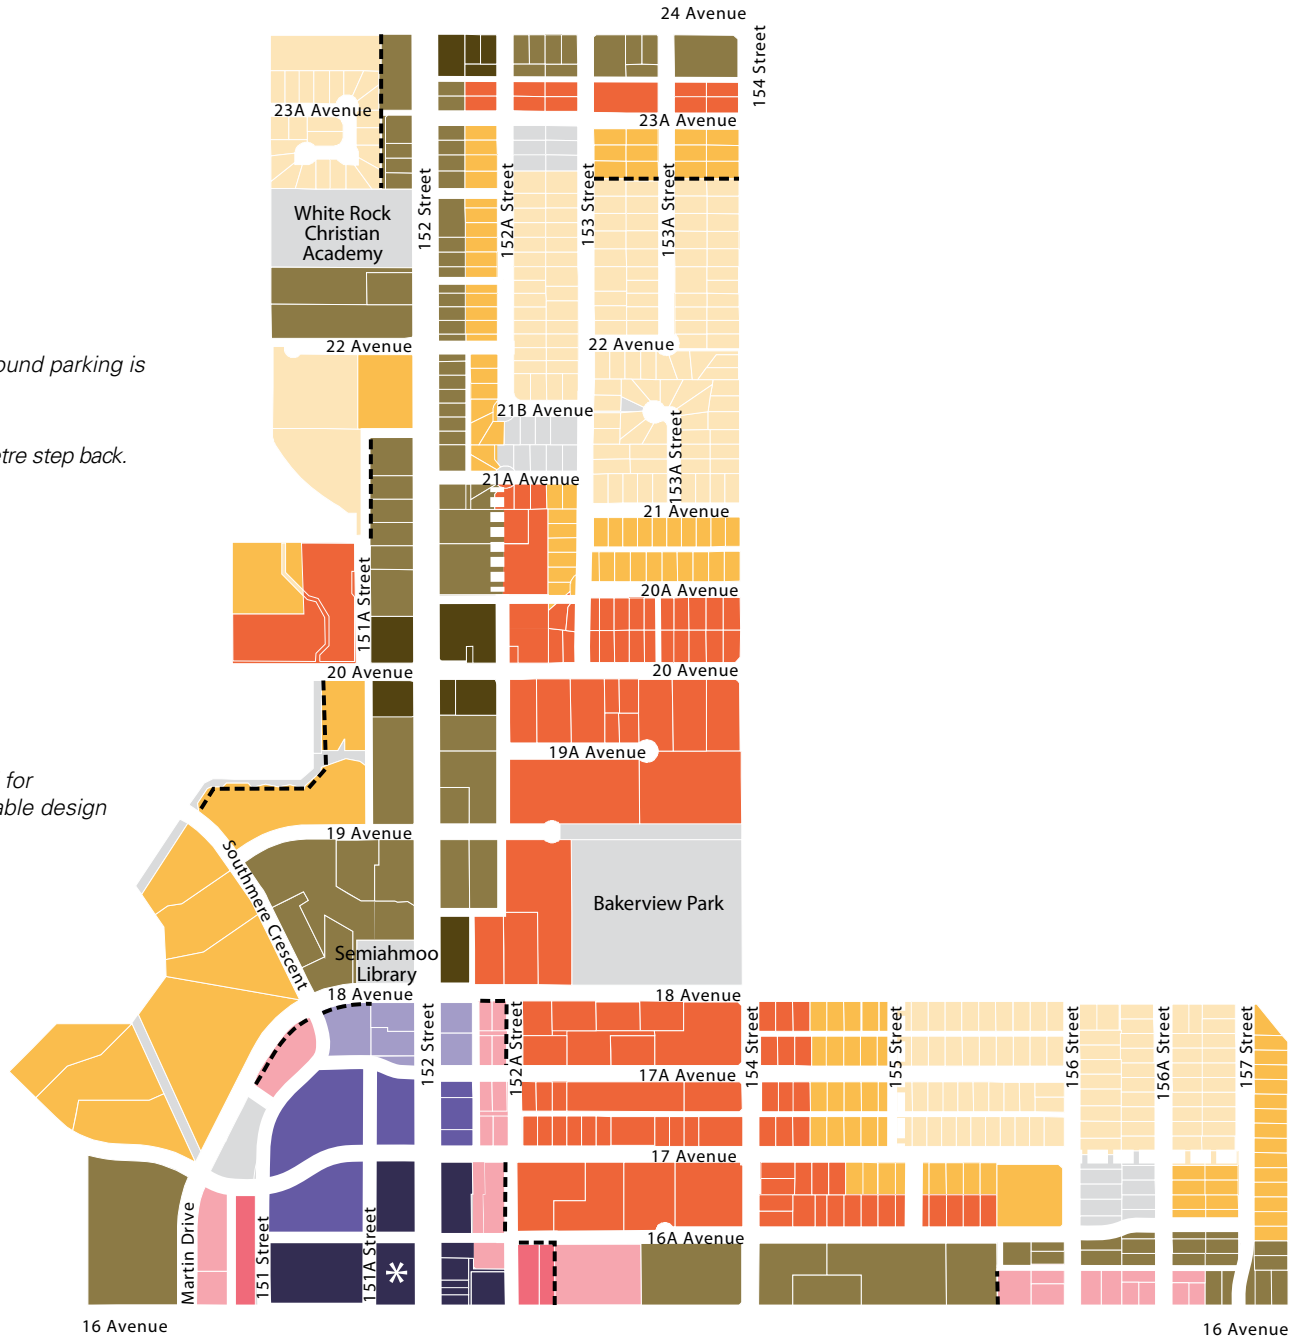 24 Avenue
154 Street
23A Avenue
23A Avenue
152 Street
152A Street
153 Street
153A Street
White Rock
Christian
Academy
22 Avenue
22 Avenue
ound parking is
21B Avenue
153A Street
tre step back.
21A Avenue
21 Avenue
151A Street
20A Avenue
20 Avenue
20 Avenue
19A Avenue
for
able design
19 Avenue
Southmere Crescent
Bakerview Park
Semiahmoo
Library
18 Avenue
18 Avenue
152 Street
152A Street
154 Street
155 Street
156 Street
156A Street
157 Street
17A Avenue
17 Avenue
Martin Drive
151 Street
151A Street
*
16A Avenue
16 Avenue
16 Avenue